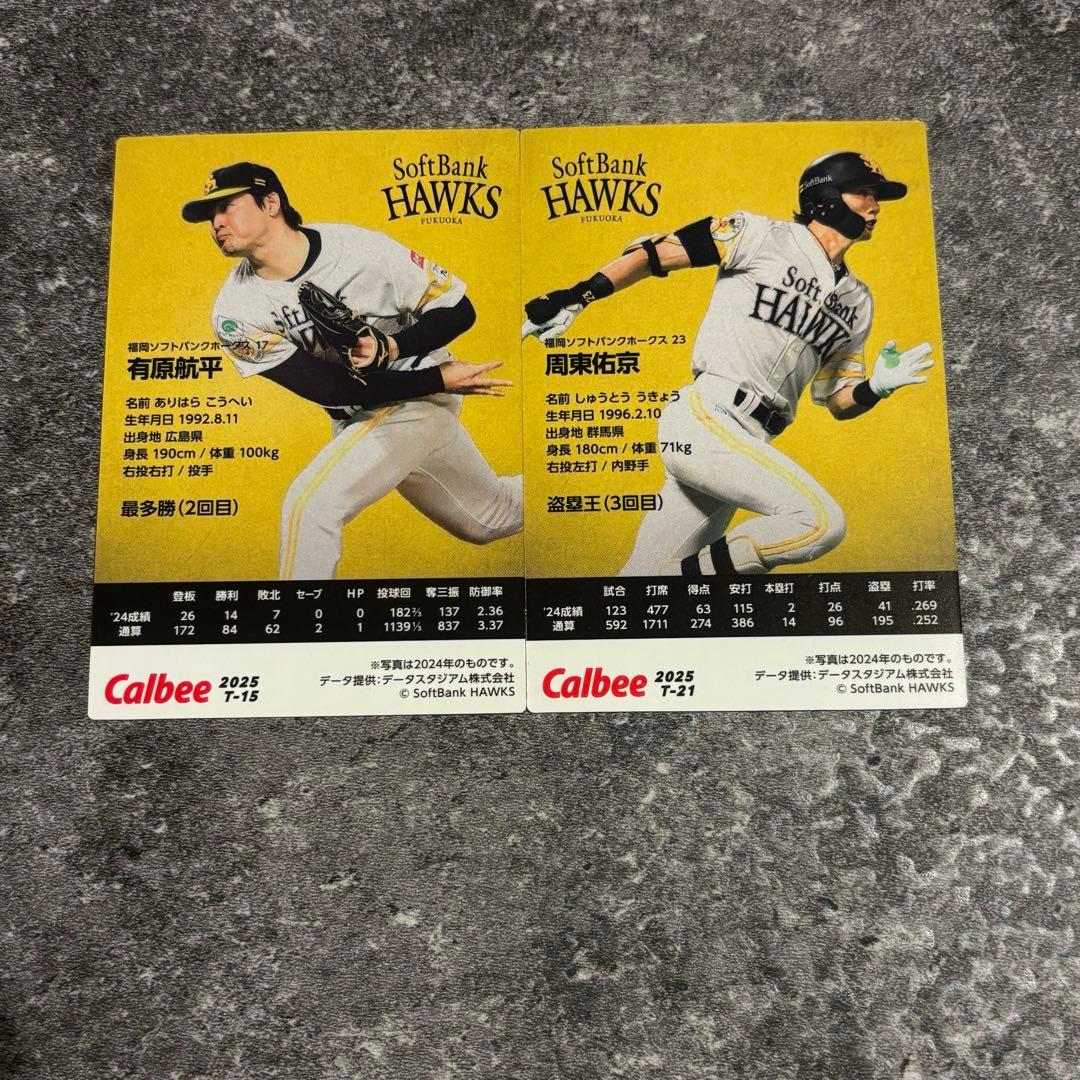 SoftBank
HAWKS
FUKUOKA
福岡ソフトバンクホークス 17
有原航平
名前 ありはら こうへい
生年月日 1992.8.11
出身地 広島県
身長 190cm / 体重 100kg
右投右打 / 投手
最多勝(2回目)
登板 勝利 敗北 セーブ HP 投球回 奪三振 防御率
'24成績 26 14 7 0 0 182⅔ 137 2.36
通算 172 84 62 2 1 1139⅓ 837 3.37
※写真は2024年のものです。
データ提供:データスタジアム株式会社
© SoftBank HAWKS
Calbee 2025
T-15
SoftBank
HAWKS
FUKUOKA
SoftBank
Soft Bank
HAWK
福岡ソフトバンクホークス 23
周東佑京
名前 しゅうとう うきょう
生年月日 1996.2.10
出身地 群馬県
身長 180cm / 体重 71kg
右投左打 / 内野手
盗塁王(3回目)
試合 打席 得点 安打 本塁打 打点 盗塁 打率
'24成績 123 477 63 115 2 26 41 .269
通算 592 1711 274 386 14 96 195 .252
※写真は2024年のものです。
データ提供:データスタジアム株式会社
© SoftBank HAWKS
Calbee 2025
T-21